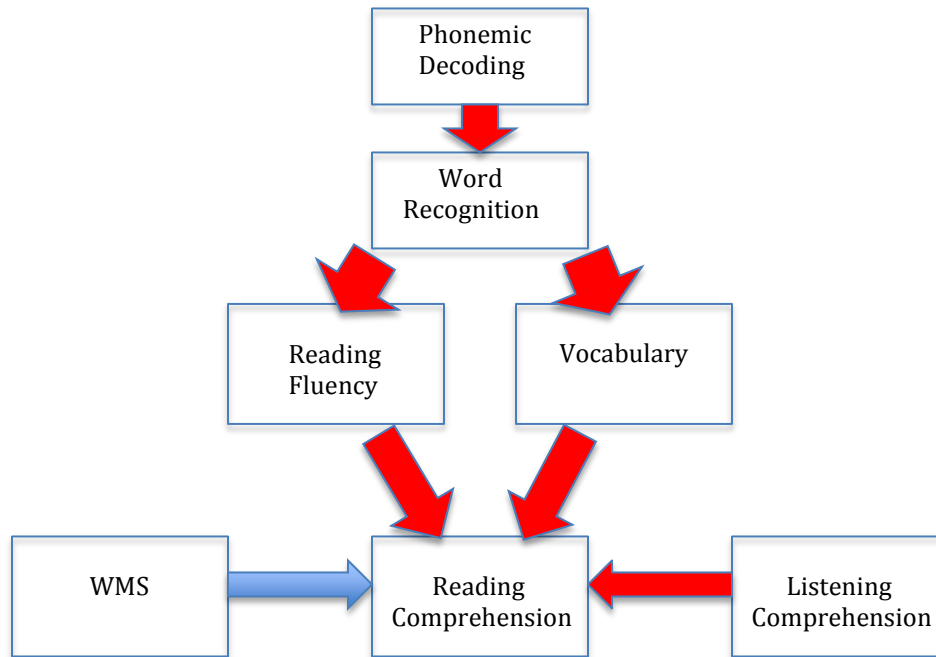 Phonemic
Decoding
Word
Recognition
Reading
Fluency
Vocabulary
WMS
Reading
Comprehension
Listening
Comprehension